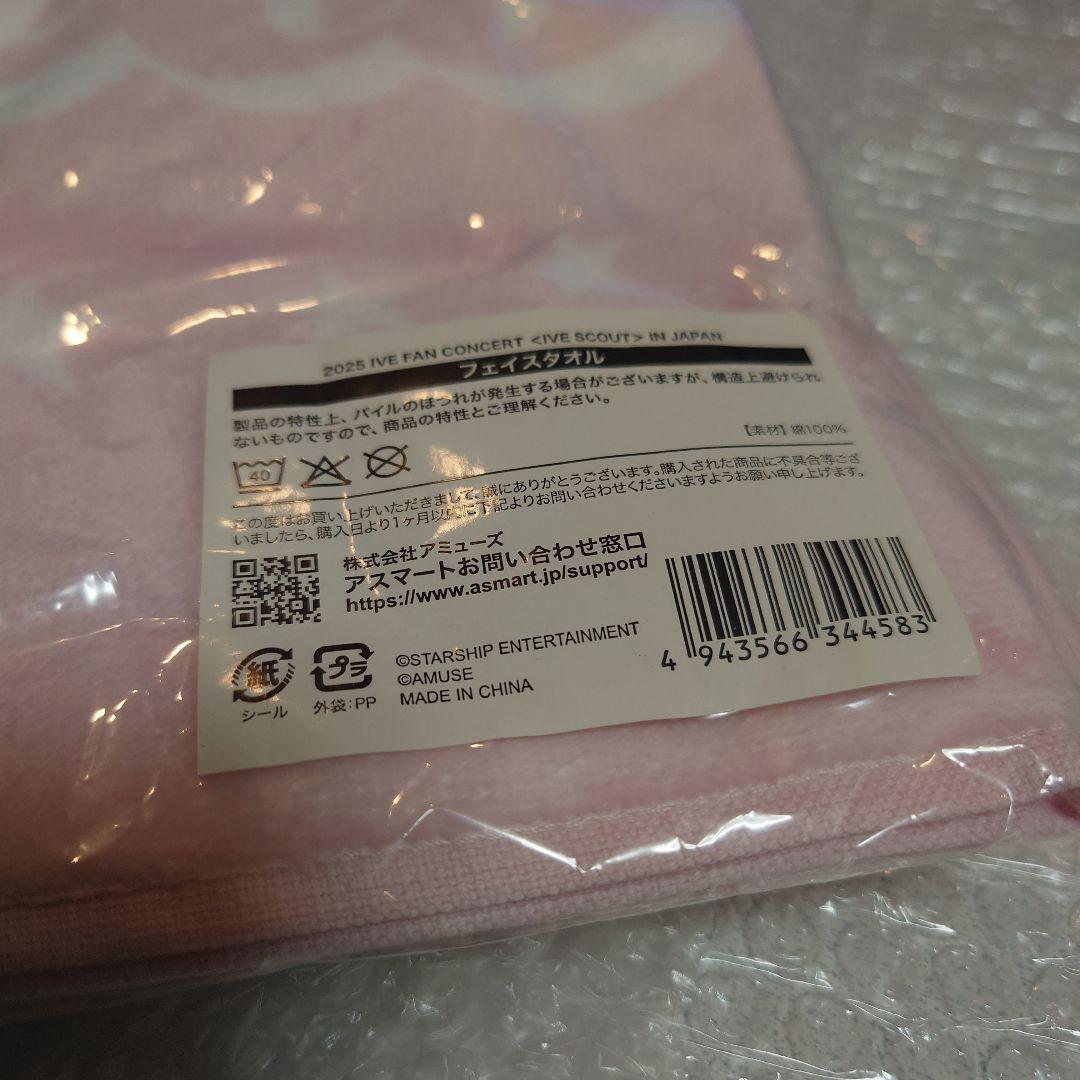 2025 IVE FAN CONCERT <IVE SCOUT> IN JAPAN
フェイスタオル
製品の特性上、パイルのほつれが発生する場合がございますが、構造上避けられ
ないものですので、商品の特性とご理解ください。
【素材】綿100%
40
この度はお買い上げいただきまして、誠にありがとうございます。購入された商品に不具合等ござ
いましたら、購入日より1ヶ月以内に下記よりお問い合わせくださいますようお願い申し上げます。
株式会社アミューズ
アスマートお問い合わせ窓口
https://www.asmart.jp/support/
紙
シール
プラ
外袋:PP
©STARSHIP ENTERTAINMENT
©AMUSE
MADE IN CHINA
4 943566 344583